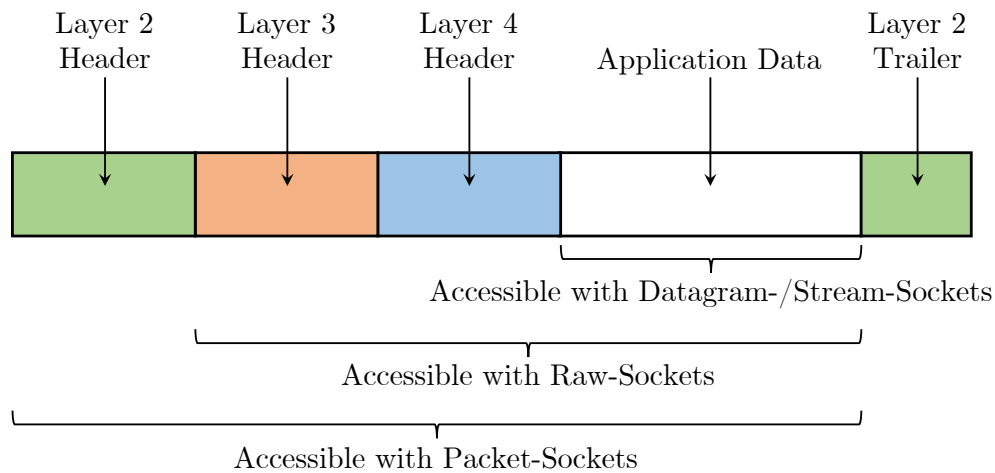 Layer 2
Header
Layer 3
Header
Layer 4
Header
Application Data
Layer 2
Trailer
Accessible with Datagram-/Stream-Sockets
Accessible with Raw-Sockets
Accessible with Packet-Sockets